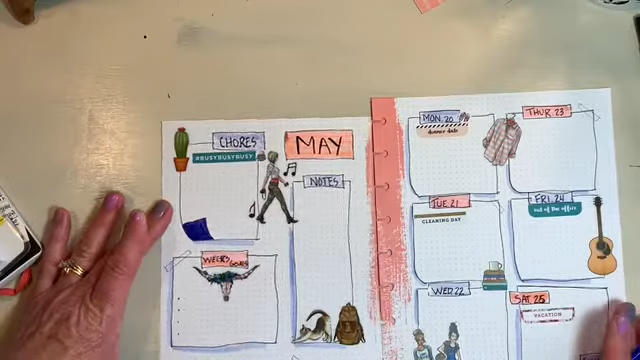 CHORES
#BUSYBUSYBUSY
MAY
NOTES
WEEKLY GOALS
MON. 20
dinner date
THUR. 23
TUE. 21
CLEANING DAY
FRI. 24
out of the office
WED. 22
SAT 25
VACATION